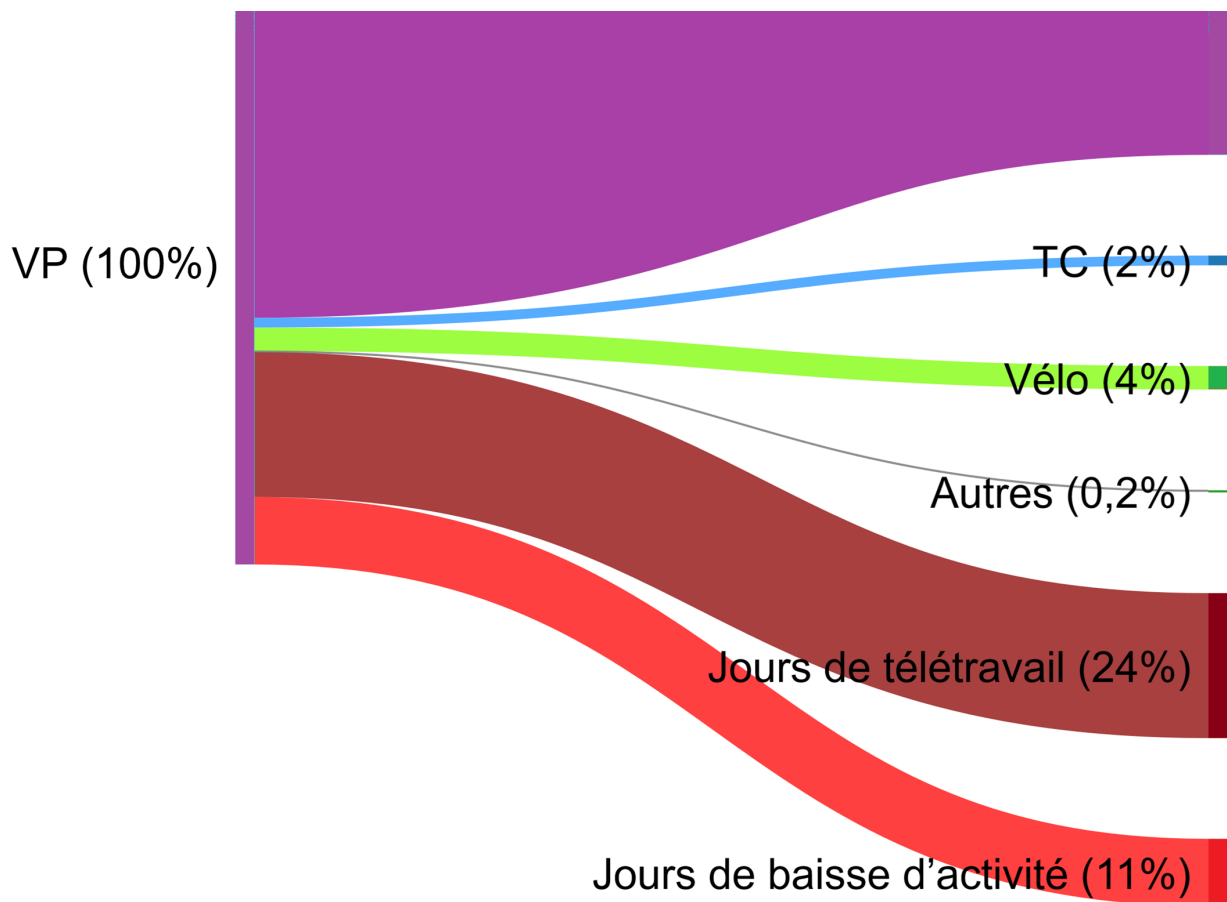 VP (100%)
TC (2%)
Vélo (4%)
Autres (0,2%)
Jours de télétravail (24%)
Jours de baisse d’activité (11%)